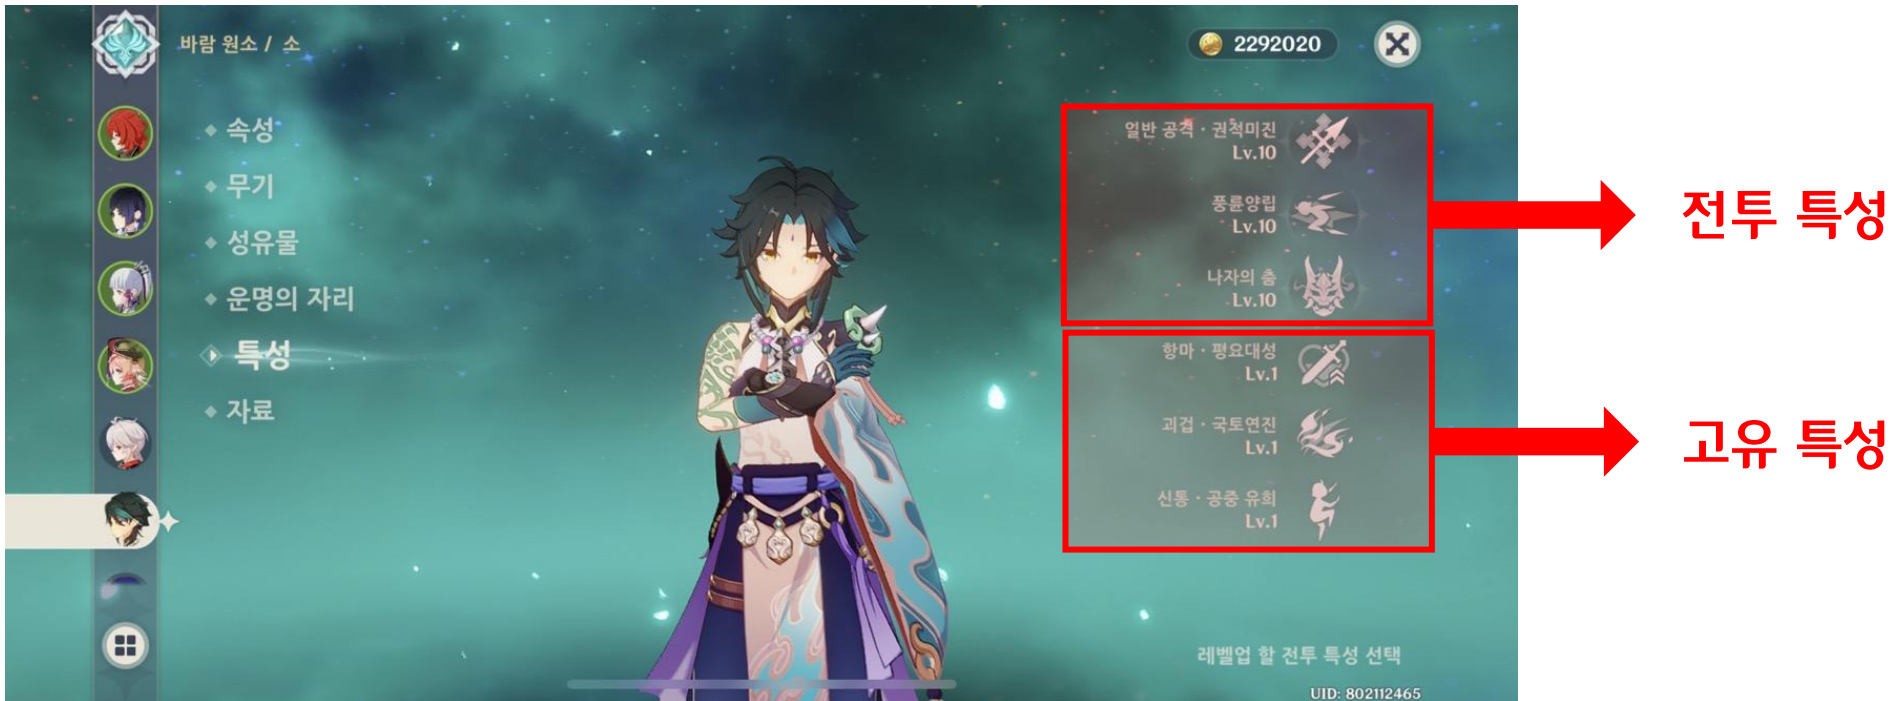 바람 원소 / 소
2292020
속성
무기
성유물
운명의 자리
특성
자료
일반 공격 · 권적미진
Lv.10
풍륜양립
Lv.10
나자의 춤
Lv.10
항마 · 평요대성
Lv.1
괴겁 · 국토연진
Lv.1
신통 · 공중 유희
Lv.1
전투 특성
고유 특성
레벨업 할 전투 특성 선택
UID: 802112465